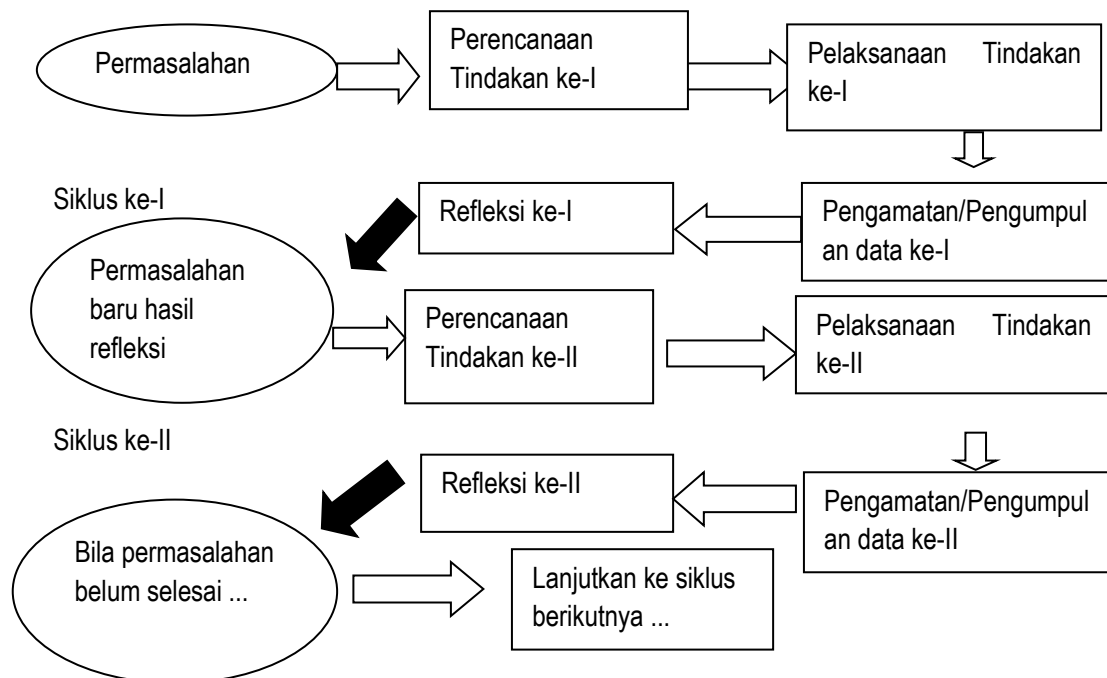 Permasalahan
Perencanaan
Tindakan ke-I
Pelaksanaan Tindakan
ke-I
Siklus ke-I
Refleksi ke-I
Pengamatan/Pengumpul
an data ke-I
Permasalahan
baru hasil
refleksi
Perencanaan
Tindakan ke-II
Pelaksanaan Tindakan
ke-II
Siklus ke-II
Refleksi ke-II
Pengamatan/Pengumpul
an data ke-II
Bila permasalahan
belum selesai ...
Lanjutkan ke siklus
berikutnya ...